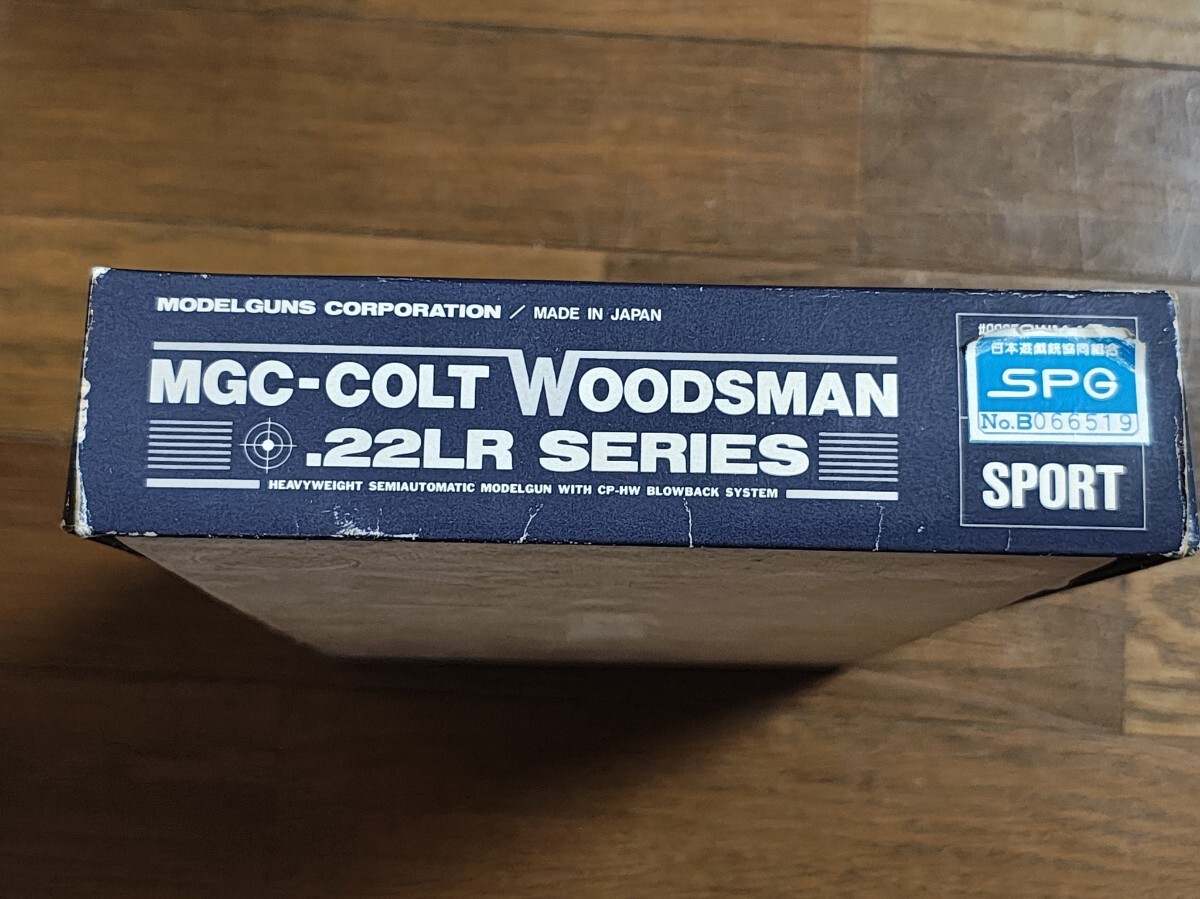 MODELGUNS CORPORATION / MADE IN JAPAN
MGC-COLT WOODSMAN
.22LR SERIES
HEAVYWEIGHT SEMIAUTOMATIC MODELGUN WITH CP-HW BLOWBACK SYSTEM
日本遊戯銃協同組合
SPG
No.B066519
SPORT